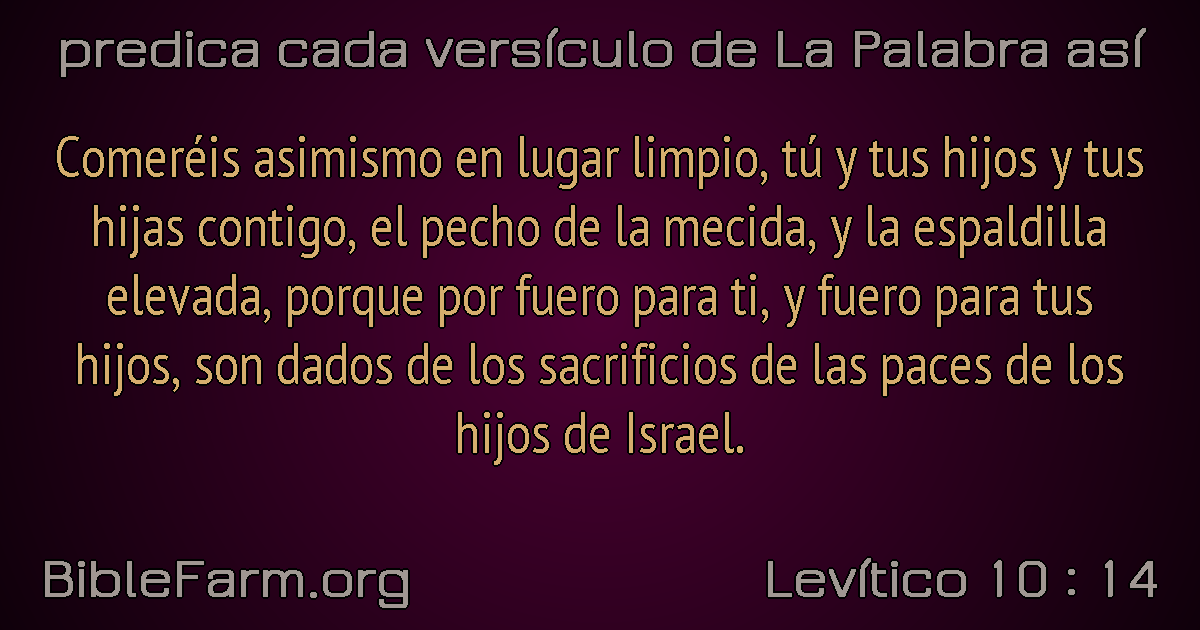 predica cada versículo de La Palabra así
Comeréis asimismo en lugar limpio, tú y tus hijos y tus
hijas contigo, el pecho de la mecida, y la espaldilla
elevada, porque por fuero para ti, y fuero para tus
hijos, son dados de los sacrificios de las paces de los
hijos de Israel.
BibleFarm.org
Levítico 10 : 14